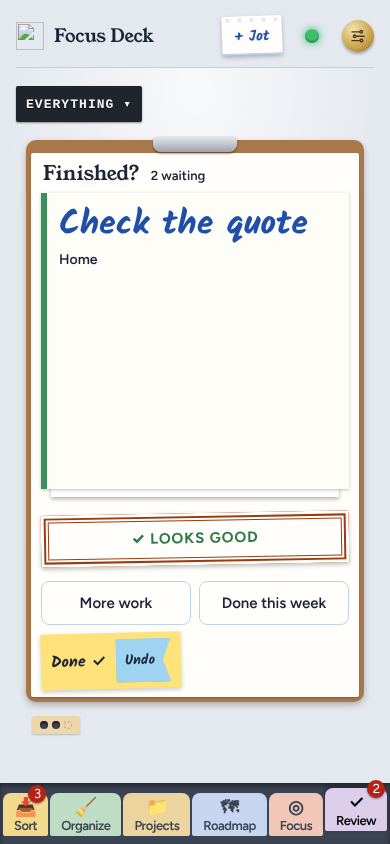 Focus Deck
+ Jot
EVERYTHING ▾
Finished? 2 waiting
Check the quote
Home
✓ LOOKS GOOD
More work
Done this week
Done ✓
Undo
3
2
Sort
Organize
Projects
Roadmap
Focus
Review